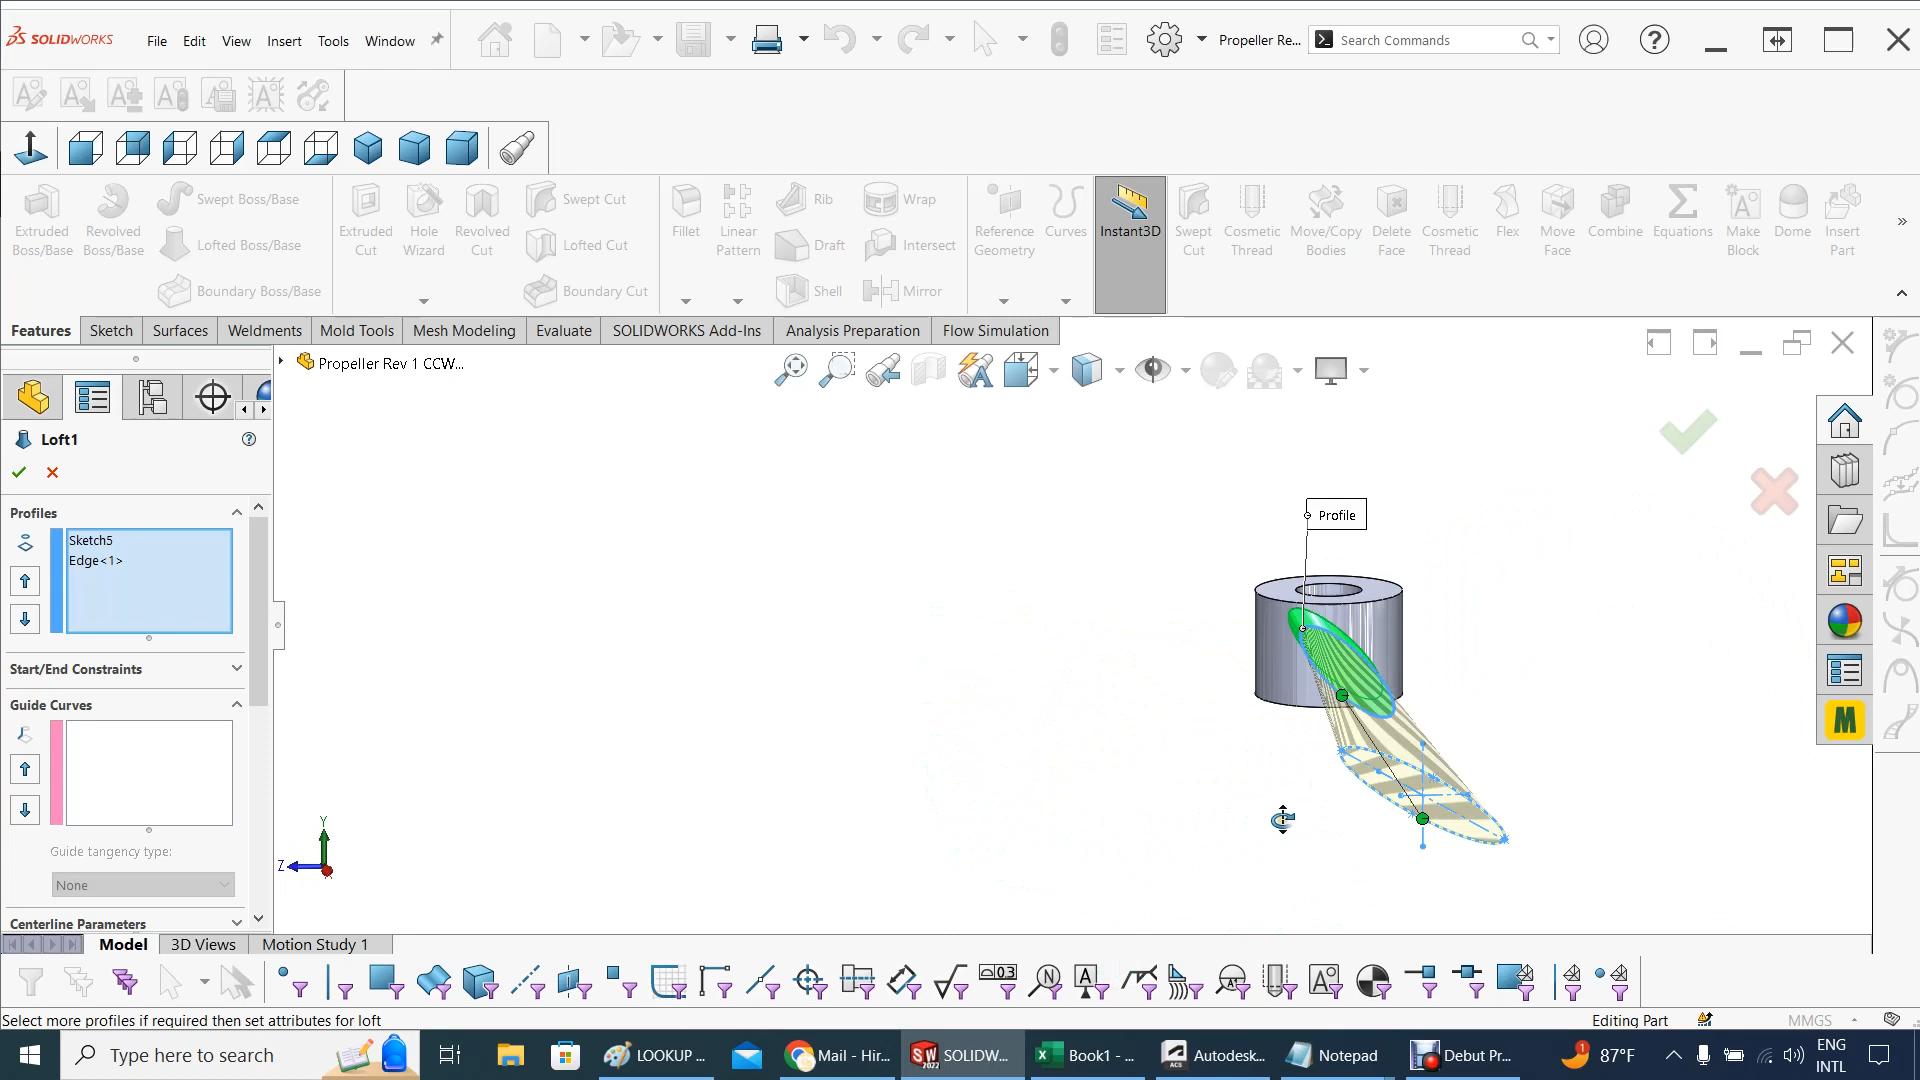 SOLIDWORKS
File Edit View Insert Tools Window
Propeller Re...
Search Commands
Extruded Boss/Base
Revolved Boss/Base
Swept Boss/Base
Lofted Boss/Base
Boundary Boss/Base
Extruded Cut
Hole Wizard
Revolved Cut
Swept Cut
Lofted Cut
Boundary Cut
Fillet
Linear Pattern
Rib
Draft
Shell
Wrap
Intersect
Mirror
Reference Geometry
Curves
Instant3D
Swept Cut
Cosmetic Thread
Move/Copy Bodies
Delete Face
Cosmetic Thread
Flex
Move Face
Combine
Equations
Make Block
Dome
Insert Part
Features Sketch Surfaces Weldments Mold Tools Mesh Modeling Evaluate SOLIDWORKS Add-Ins Analysis Preparation Flow Simulation
Propeller Rev 1 CCW...
Loft1
Profiles
Sketch5
Edge<1>
Start/End Constraints
Guide Curves
Guide tangency type:
None
Centerline Parameters
Profile
Y
Z
M
Model 3D Views Motion Study 1
Select more profiles if required then set attributes for loft
Editing Part
MMGS
Type here to search
LOOKUP ...
Mail - Hir...
SOLIDW...
Book1 - ...
Autodesk...
Notepad
Debut Pr...
1
87°F
ENG
INTL